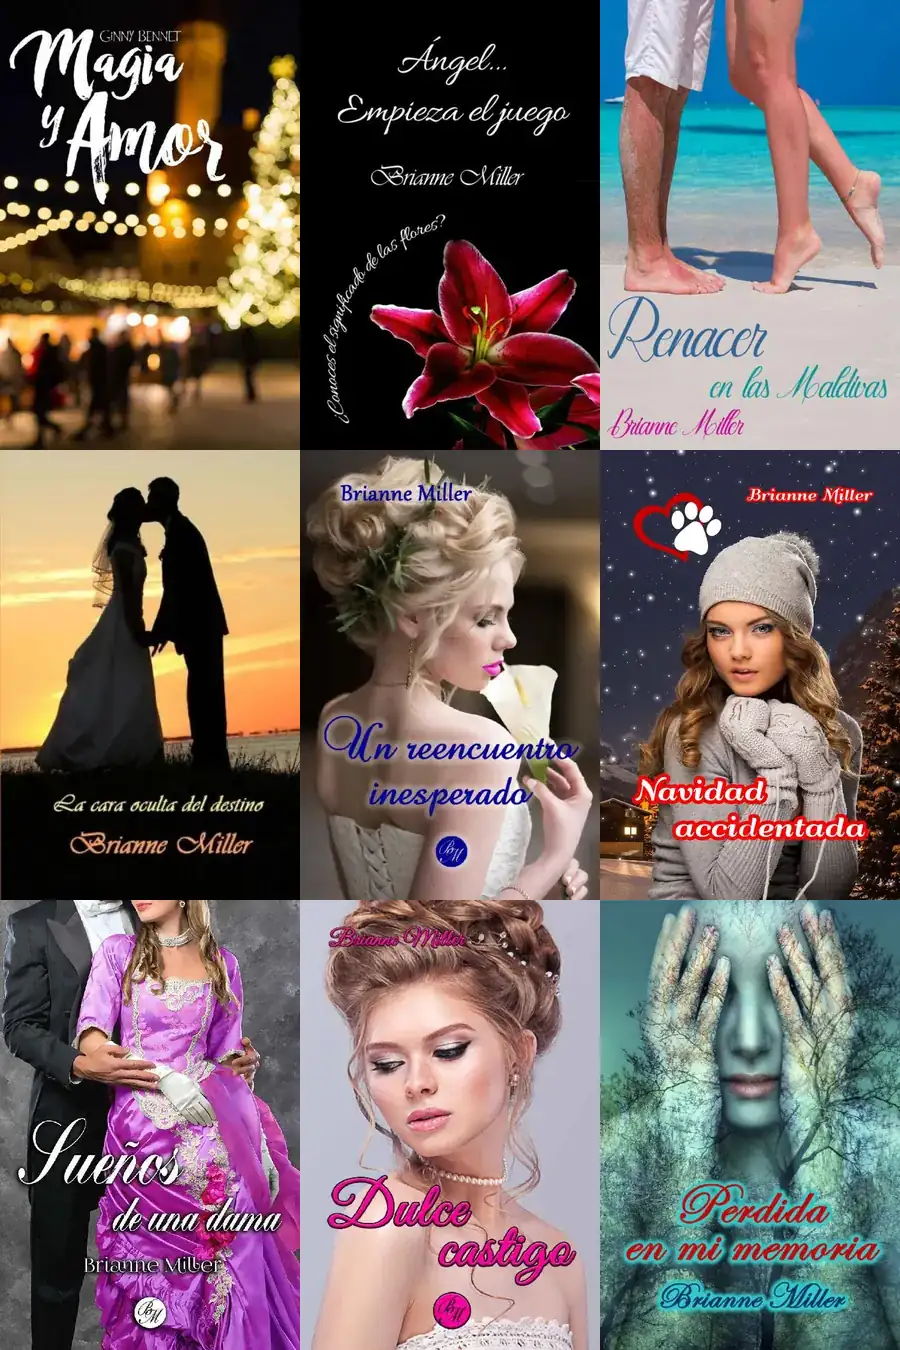 GINNY BENNET
Magia
y Amor
Ángel...
Empieza el juego
Brianne Miller
¿Conoces el significado de las flores?
Renacer
en las Maldivas
Brianne Miller
La cara oculta del destino
Brianne Miller
Brianne Miller
Un reencuentro
inesperado
BM
Brianne Miller
Navidad
accidentada
Sueños
de una dama
Brianne Miller
BM
Brianne Miller
Dulce
castigo
BM
Perdida
en mi memoria
Brianne Miller